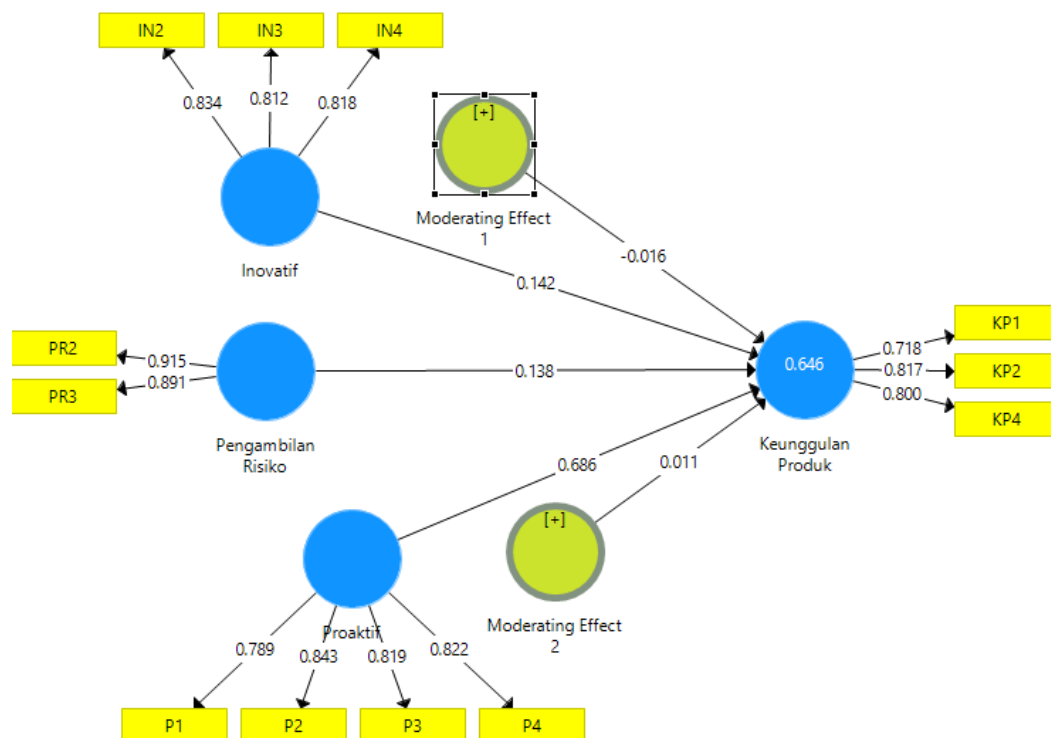 IN2 IN3 IN4
0.834 0.812 0.818
[+]
Moderating Effect
1
Inovatif
-0.016
0.142
PR2
PR3
0.915
0.891
Pengambilan
Risiko
0.138
0.646
Keunggulan
Produk
KP1
KP2
KP4
0.718
0.817
0.800
0.686
0.011
[+]
Moderating Effect
2
Proaktif
0.789 0.843 0.819 0.822
P1 P2 P3 P4